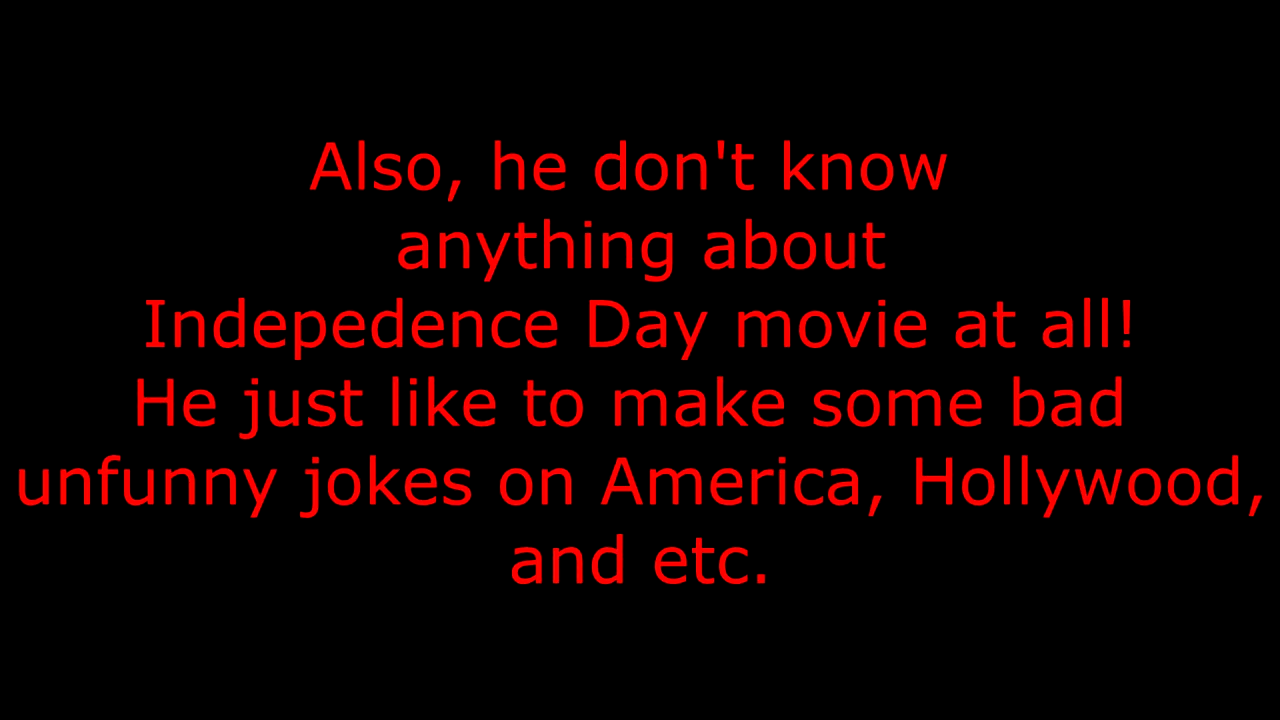 Also, he don't know
anything about
Indepedence Day movie at all!
He just like to make some bad
unfunny jokes on America, Hollywood,
and etc.